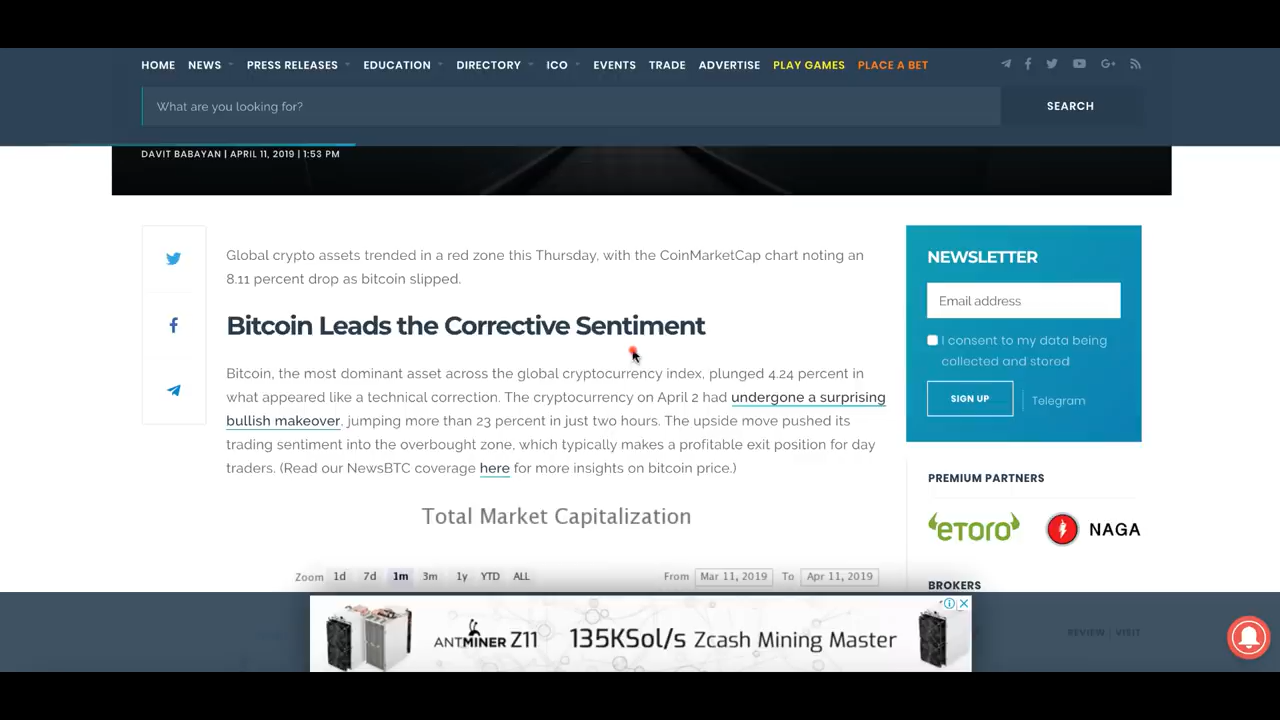 HOME NEWS PRESS RELEASES EDUCATION DIRECTORY ICO EVENTS TRADE ADVERTISE PLAY GAMES PLACE A BET
What are you looking for? SEARCH
DAVIT BABAYAN | APRIL 11, 2019 | 1:53 PM
Global crypto assets trended in a red zone this Thursday, with the CoinMarketCap chart noting an
8.11 percent drop as bitcoin slipped.
Bitcoin Leads the Corrective Sentiment
Bitcoin, the most dominant asset across the global cryptocurrency index, plunged 4.24 percent in
what appeared like a technical correction. The cryptocurrency on April 2 had undergone a surprising
bullish makeover, jumping more than 23 percent in just two hours. The upside move pushed its
trading sentiment into the overbought zone, which typically makes a profitable exit position for day
traders. (Read our NewsBTC coverage here for more insights on bitcoin price.)
Total Market Capitalization
Zoom 1d 7d 1m 3m 1y YTD ALL From Mar 11, 2019 To Apr 11, 2019
NEWSLETTER
Email address
I consent to my data being
collected and stored
SIGN UP Telegram
PREMIUM PARTNERS
eToro NAGA
BROKERS
REVIEW | VISIT
ANTMINER Z11 135KSol/s Zcash Mining Master